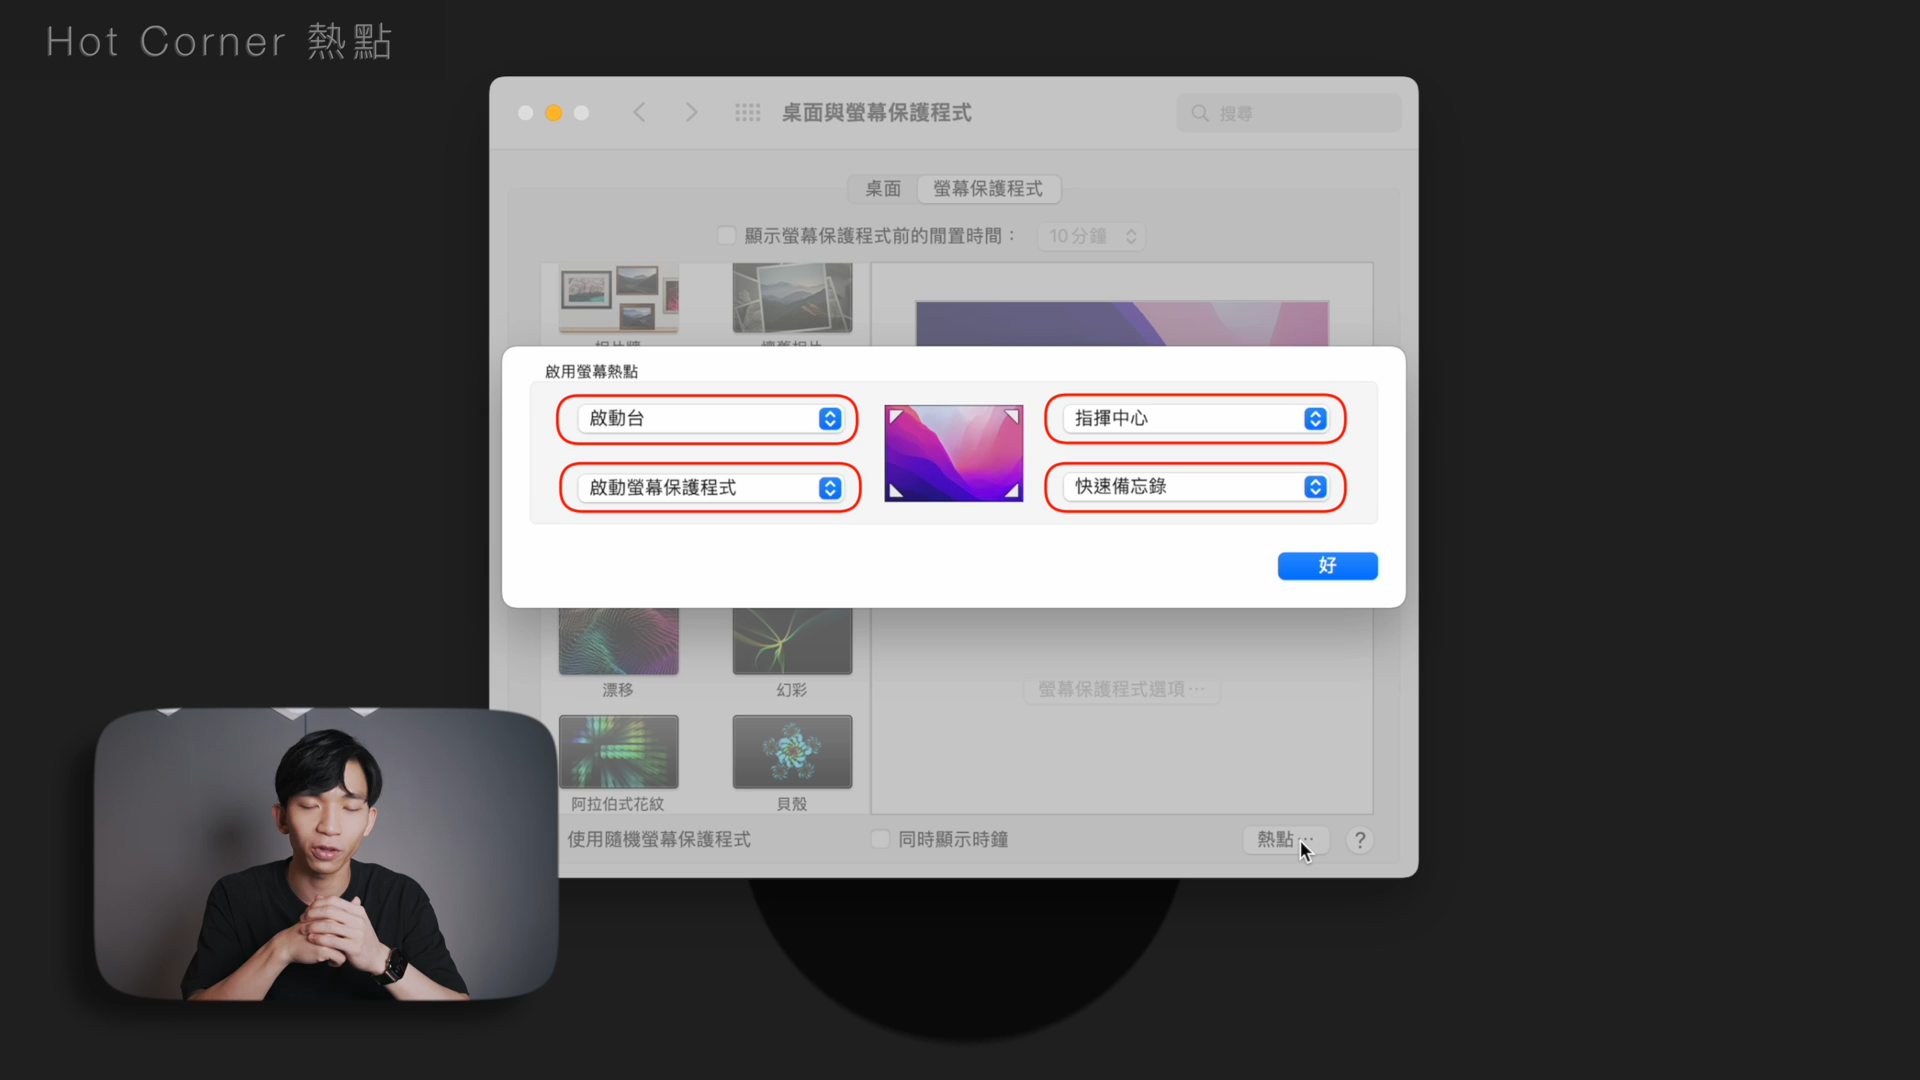 Hot Corner 熱點
桌面與螢幕保護程式
搜尋
桌面
螢幕保護程式
顯示螢幕保護程式前的閒置時間：
10分鐘
啟用螢幕熱點
啟動台
指揮中心
啟動螢幕保護程式
快速備忘錄
好
漂移
幻彩
螢幕保護程式選項…
阿拉伯式花紋
貝殼
使用隨機螢幕保護程式
同時顯示時鐘
熱點…
?